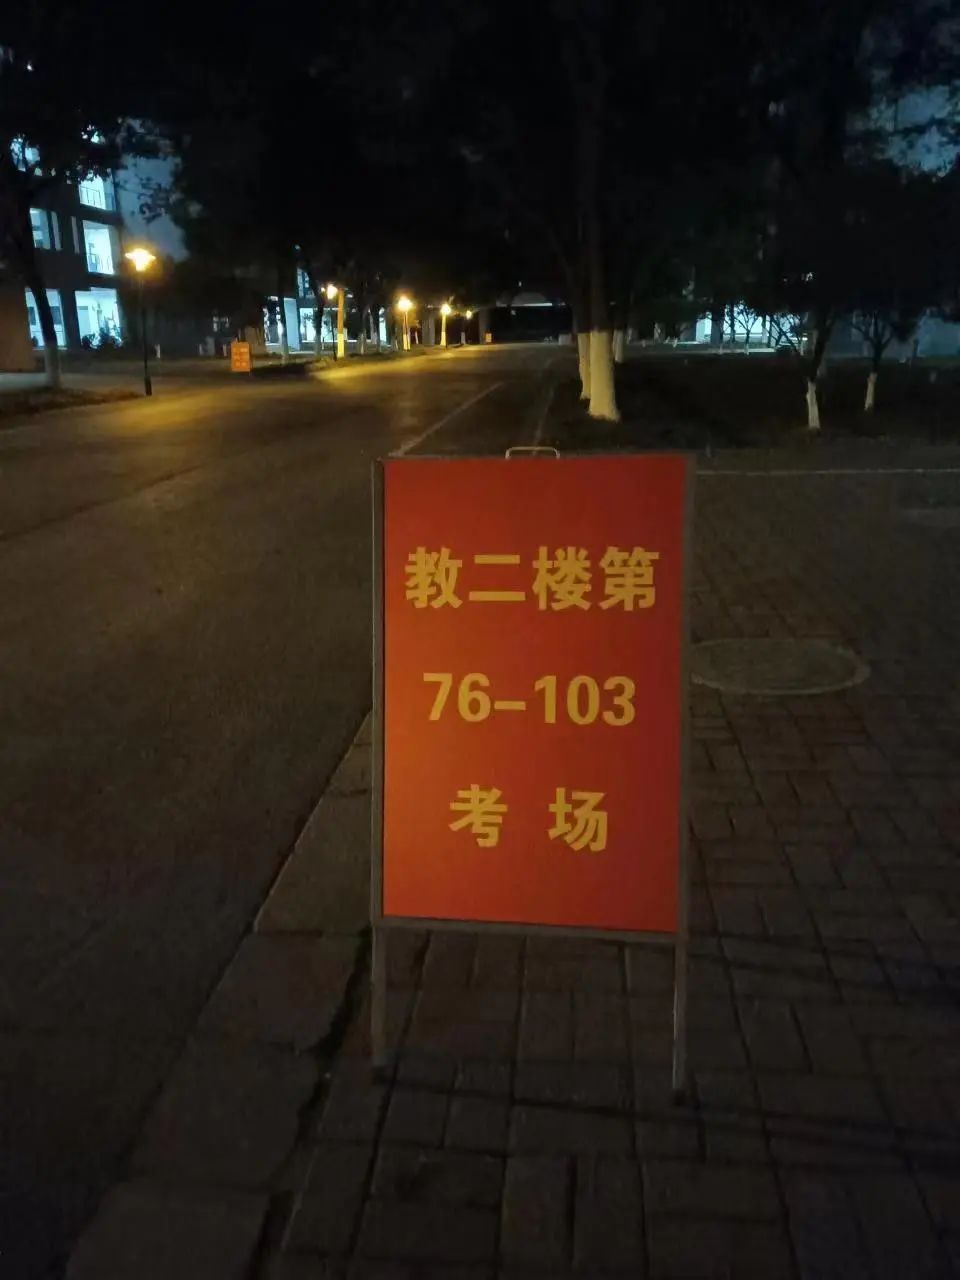 教二楼第
76-103
考 场